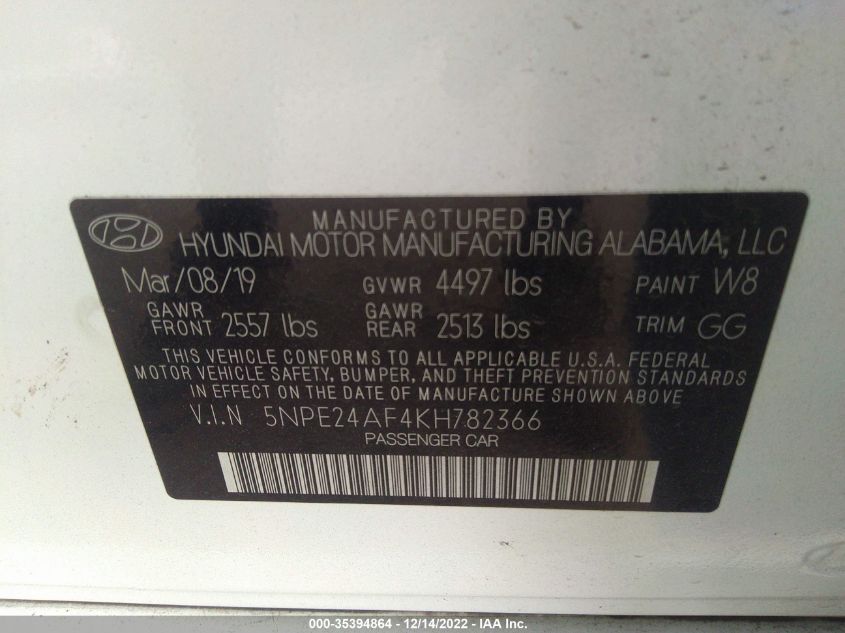 MANUFACTURED BY
HYUNDAI MOTOR MANUFACTURING ALABAMA, LLC
Mar/08/19 GVWR 4497 lbs PAINT W8
GAWR FRONT 2557 lbs GAWR REAR 2513 lbs TRIM GG
THIS VEHICLE CONFORMS TO ALL APPLICABLE U.S.A. FEDERAL
MOTOR VEHICLE SAFETY, BUMPER, AND THEFT PREVENTION STANDARDS
IN EFFECT ON THE DATE OF MANUFACTURE SHOWN ABOVE
V.I.N 5NPE24AF4KH782366
PASSENGER CAR
000-35394864 - 12/14/2022 - IAA Inc.